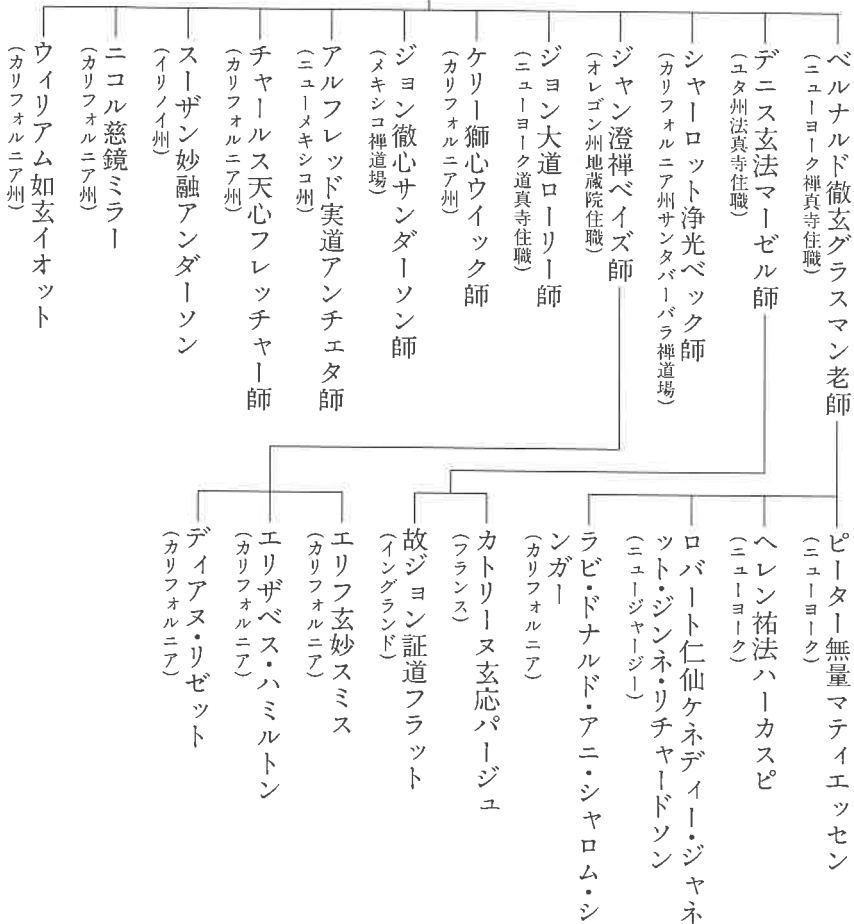 ベルナルド徹玄グラスマン老師
（ニューヨーク禅真寺住職）
デニス玄法マーゼル師
（ユタ州法真寺住職）
シャーロット浄光ベック師
（カリフォルニア州サンタバーバラ禅道場）
ジャン澄禅ベイズ師
（オレゴン州地蔵院住職）
ジョン大道ローリー師
（ニューヨーク道真寺住職）
ケリー獅心ウイック師
（カリフォルニア州）
ジョン徹心サンダーソン師
（メキシコ禅道場）
アルフレッド実道アンチェタ師
（ニューメキシコ州）
チャールス天心フレッチャー師
（カリフォルニア州）
スーザン妙融アンダーソン
（イリノイ州）
ニコル慈鏡ミラー
（カリフォルニア州）
ウィリアム如玄イオット
（カリフォルニア州）
ピーター無量マティエッセン
（ニューヨーク）
ヘレン祐法ハーカスピ
（ニューヨーク）
ロバート仁仙ケネディー・ジャネ
ット・ジンネ・リチャードソン
（ニュージャージー）
ラビ・ドナルド・アニ・シャロム・シ
ンガー
（カリフォルニア）
カトリーヌ玄応パージュ
（フランス）
故ジョン証道フラット
（イングランド）
エリフ玄妙スミス
（カリフォルニア）
エリザベス・ハミルトン
（カリフォルニア）
ディアヌ・リゼット
（カリフォルニア）